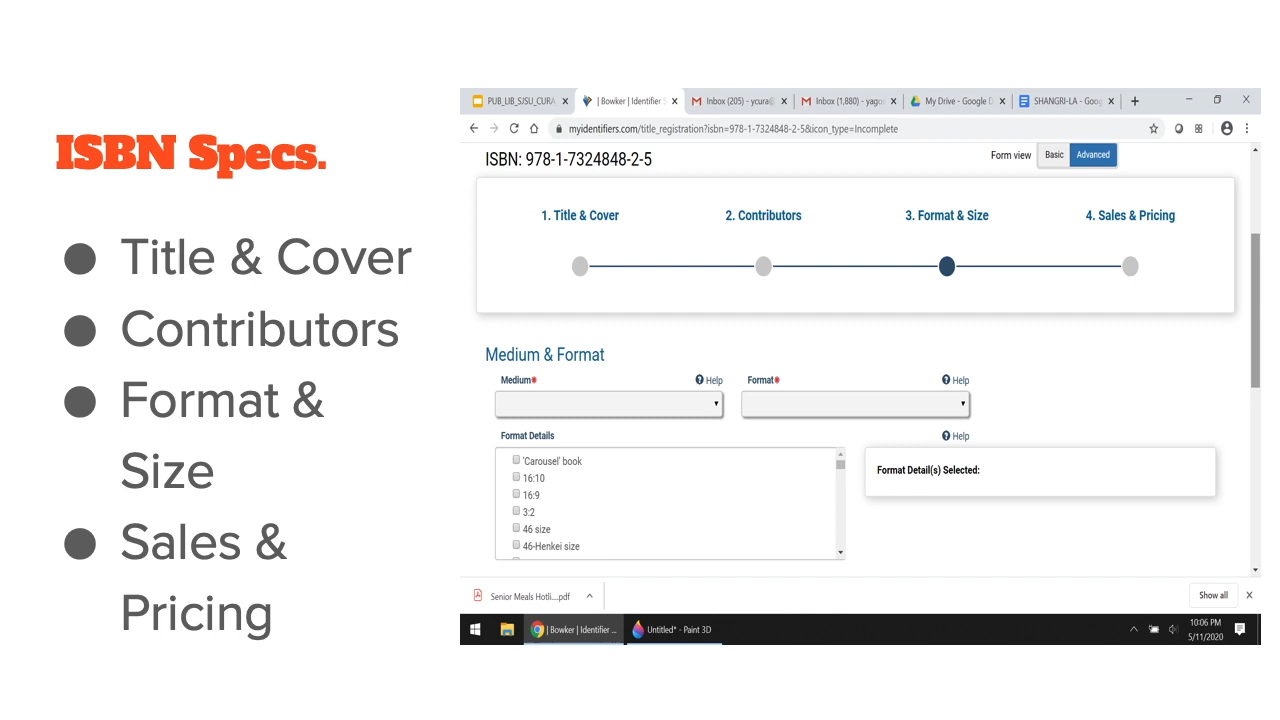 ISBN Specs.
● Title & Cover
● Contributors
● Format &
Size
● Sales &
Pricing
PUB_LIB_SJSU_CURA
| Bowker | Identifier S
Inbox (205) - ycura@
Inbox (1,880) - yagor
My Drive - Google D
SHANGRI-LA - Goog
myidentifiers.com/title_registration?isbn=978-1-7324848-2-5&icon_type=Incomplete
ISBN: 978-1-7324848-2-5
Form view Basic Advanced
1. Title & Cover 2. Contributors 3. Format & Size 4. Sales & Pricing
Medium & Format
Medium* Help Format* Help
Format Details Help
'Carousel' book
16:10
16:9
3:2
46 size
46-Henkei size
Format Detail(s) Selected:
Senior Meals Hotli....pdf
Show all
| Bowker | Identifier ...
Untitled* - Paint 3D
10:06 PM
5/11/2020